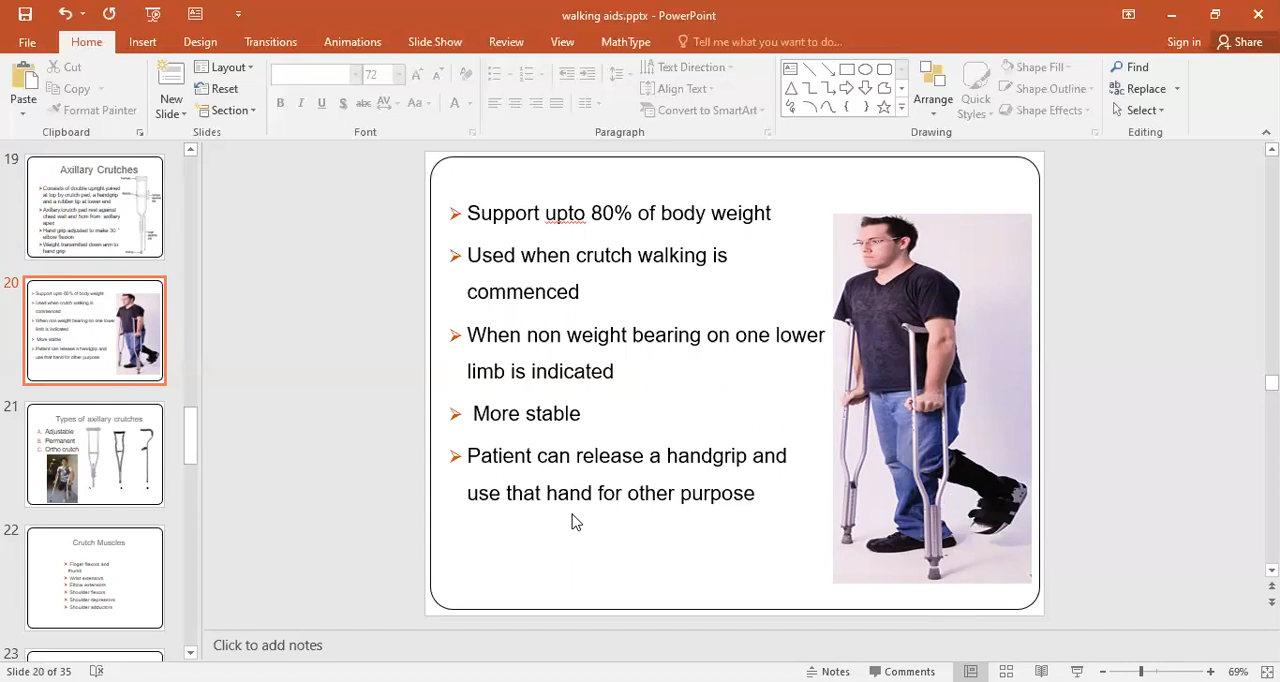 walking aids.pptx - PowerPoint
File Home Insert Design Transitions Animations Slide Show Review View MathType Tell me what you want to do... Sign in Share
Paste
Cut
Copy
Format Painter
Clipboard
New Slide
Layout
Reset
Section
Slides
72
B I U S abc AV Aa A
Font
Text Direction
Align Text
Convert to SmartArt
Paragraph
Arrange
Quick Styles
Shape Fill
Shape Outline
Shape Effects
Drawing
Find
Replace
Select
Editing
19
Axillary Crutches
Consists of double upright joined
at top by crutch pad, a handgrip
and a rubber tip at lower end
Axillary/crutch pad rest against
chest wall and from axillary
apex
Hand grip adjusted to make 30 °
elbow flexion
Weight transmitted down arm to
hand grip
20
Support upto 80% of body weight
Used when crutch walking is
commenced
When non weight bearing on one lower
limb is indicated
More stable
Patient can release a handgrip and
use that hand for other purpose
21
Types of axillary crutches
A. Adjustable
B. Permanent
C. Ortho crutch
22
Crutch Muscles
Finger flexors and
thumb
Wrist extensors
Elbow extensors
Shoulder flexors
Shoulder depressors
Shoulder adductors
23
Support upto 80% of body weight
Used when crutch walking is
commenced
When non weight bearing on one lower
limb is indicated
More stable
Patient can release a handgrip and
use that hand for other purpose
Click to add notes
Slide 20 of 35
Notes Comments 69%